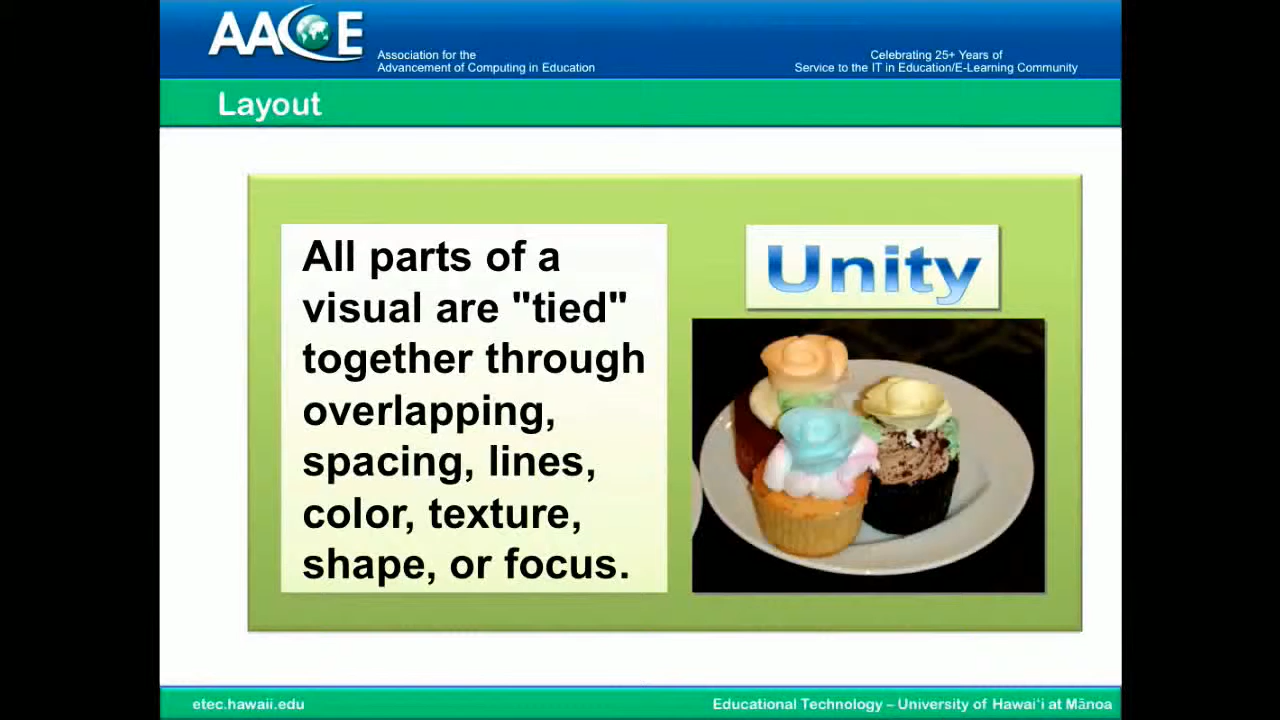 AACE
Association for the
Advancement of Computing in Education
Celebrating 25+ Years of
Service to the IT in Education/E-Learning Community
Layout
All parts of a
visual are "tied"
together through
overlapping,
spacing, lines,
color, texture,
shape, or focus.
Unity
etec.hawaii.edu
Educational Technology – University of Hawai‘i at Mānoa